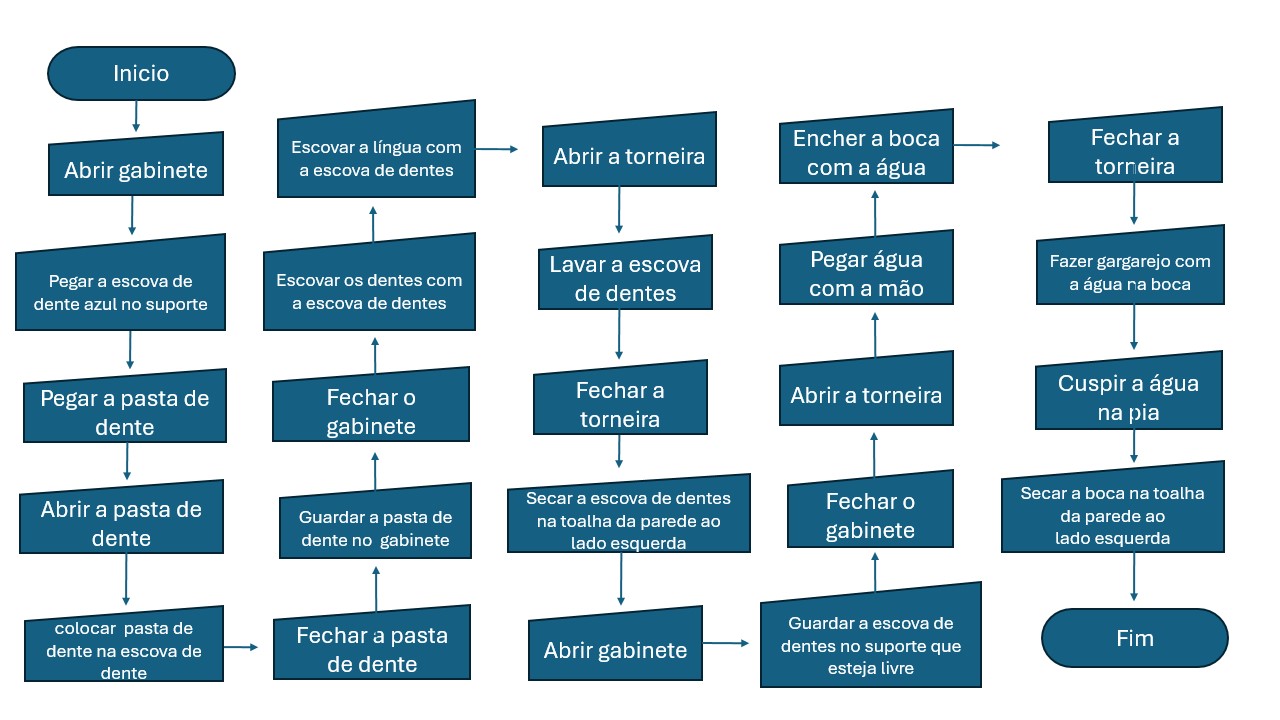 Inicio
Abrir gabinete
Pegar a escova de
dente azul no suporte
Pegar a pasta de
dente
Abrir a pasta de
dente
colocar pasta de
dente na escova de
dente
Fechar a pasta
de dente
Guardar a pasta de
dente no gabinete
Fechar o
gabinete
Escovar os dentes com
a escova de dentes
Escovar a língua com
a escova de dentes
Abrir a torneira
Lavar a escova
de dentes
Fechar a
torneira
Secar a escova de dentes
na toalha da parede ao
lado esquerda
Abrir gabinete
Guardar a escova de
dentes no suporte que
esteja livre
Fechar o
gabinete
Abrir a torneira
Pegar água
com a mão
Encher a boca
com a água
Fechar a
torneira
Fazer gargarejo com
a água na boca
Cuspir a água
na pia
Secar a boca na toalha
da parede ao
lado esquerda
Fim